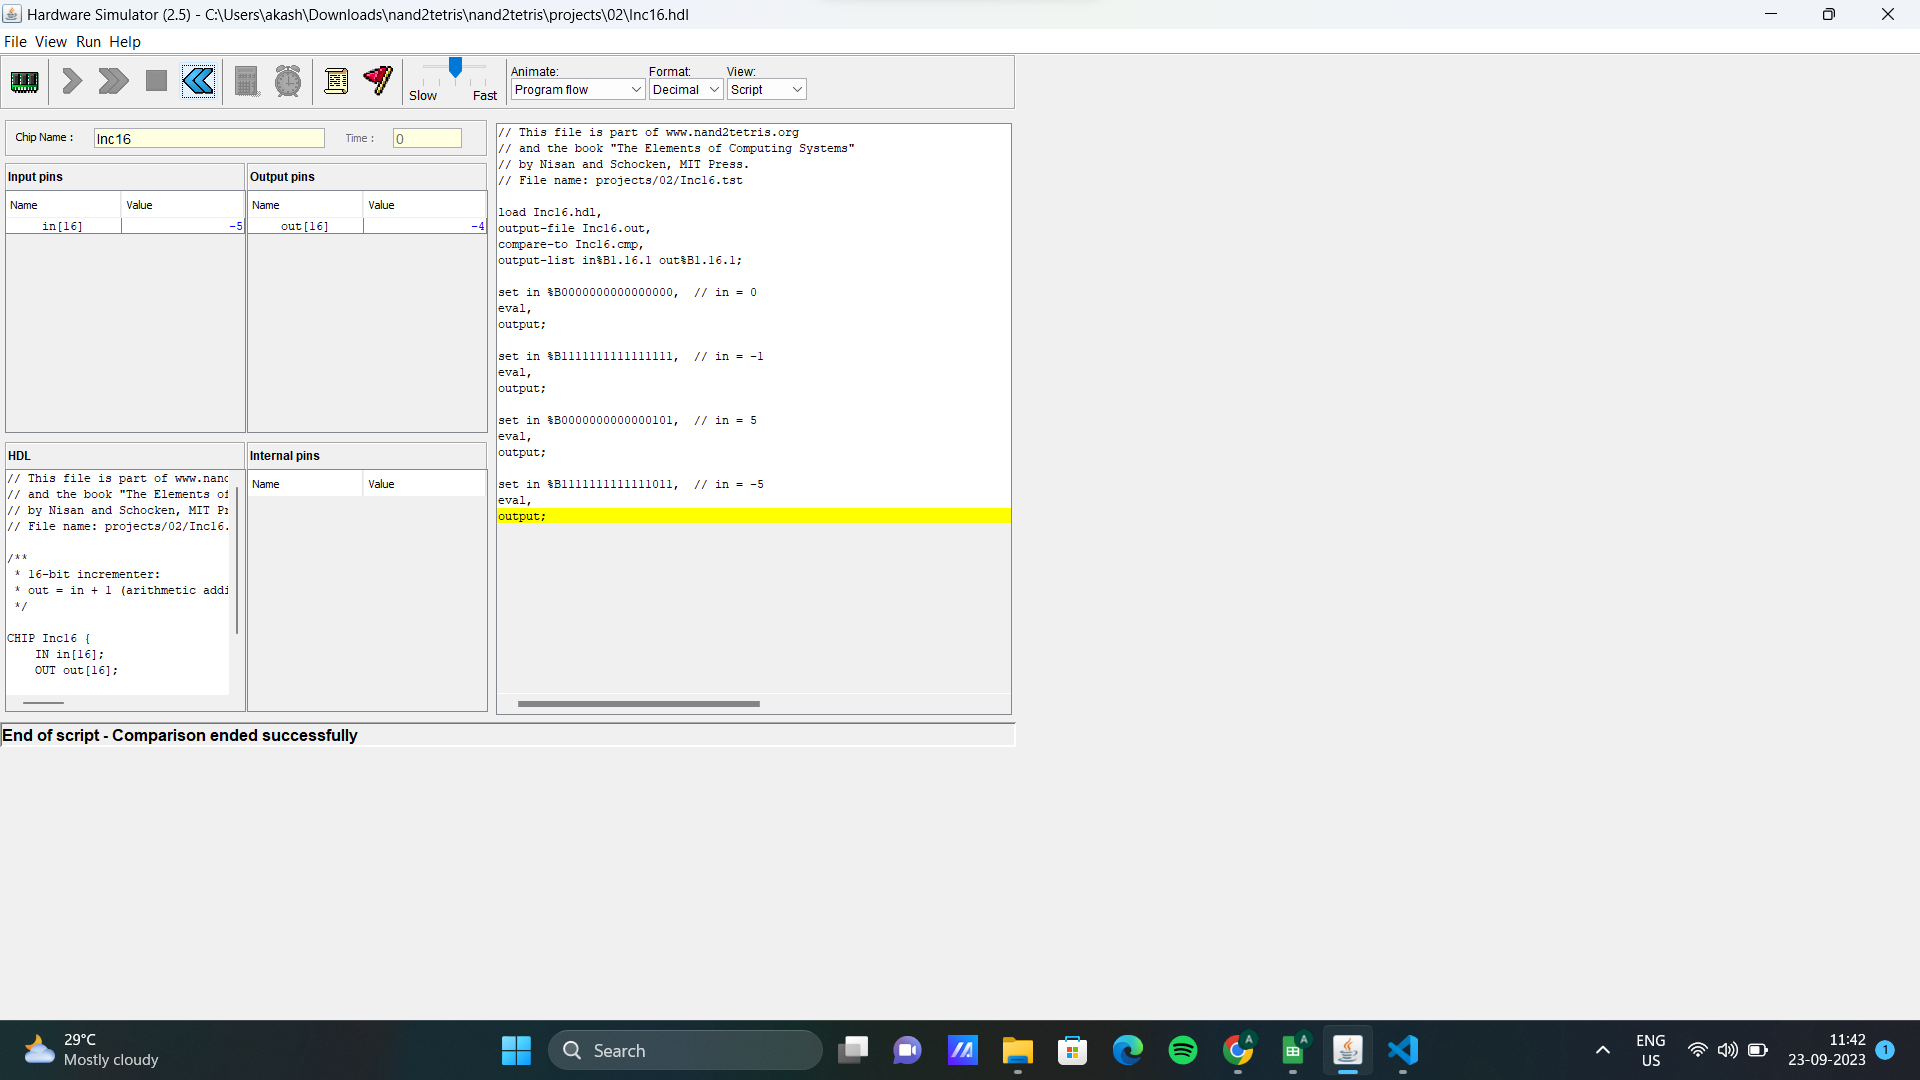 Hardware Simulator (2.5) - C:\Users\akash\Downloads\nand2tetris\nand2tetris\projects\02\Inc16.hdl
File View Run Help
Slow Fast
Animate:
Program flow
Format:
Decimal
View:
Script
Chip Name :
Inc16
Time :
0
Input pins
Name Value
in[16] -5
Output pins
Name Value
out[16] -4
HDL
// This file is part of www.nand
// and the book "The Elements of
// by Nisan and Schocken, MIT Pr
// File name: projects/02/Inc16.
/**
* 16-bit incrementer:
* out = in + 1 (arithmetic addi
*/
CHIP Inc16 {
IN in[16];
OUT out[16];
Internal pins
Name Value
// This file is part of www.nand2tetris.org
// and the book "The Elements of Computing Systems"
// by Nisan and Schocken, MIT Press.
// File name: projects/02/Inc16.tst
load Inc16.hdl,
output-file Inc16.out,
compare-to Inc16.cmp,
output-list in%B1.16.1 out%B1.16.1;
set in %B0000000000000000,  // in = 0
eval,
output;
set in %B1111111111111111,  // in = -1
eval,
output;
set in %B0000000000000101,  // in = 5
eval,
output;
set in %B1111111111111011,  // in = -5
eval,
output;
End of script - Comparison ended successfully
29°C
Mostly cloudy
Search
A
A
ENG
US
11:42
23-09-2023
1